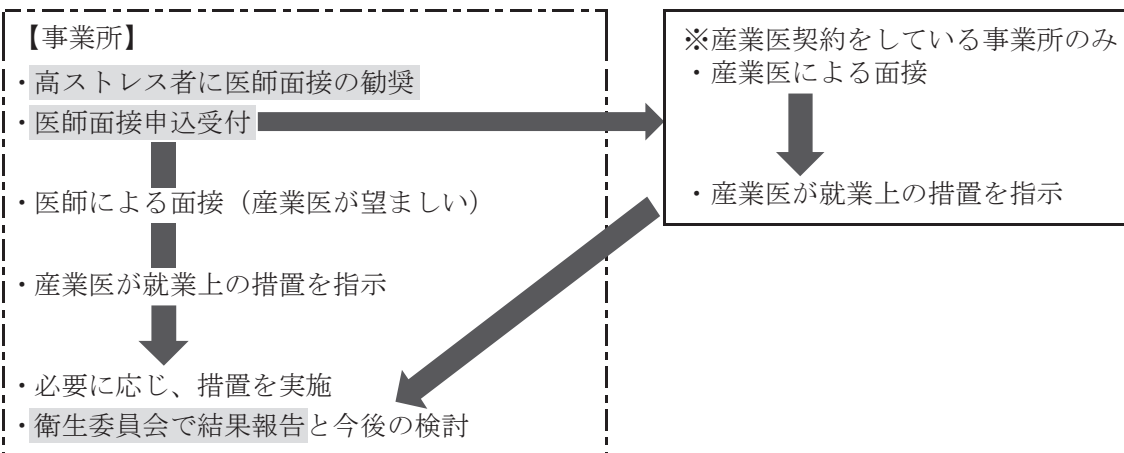 【事業所】
・高ストレス者に医師面接の勧奨
・医師面接申込受付
・医師による面接（産業医が望ましい）
・産業医が就業上の措置を指示
・必要に応じ、措置を実施
・衛生委員会で結果報告と今後の検討
※産業医契約をしている事業所のみ
・産業医による面接
・産業医が就業上の措置を指示